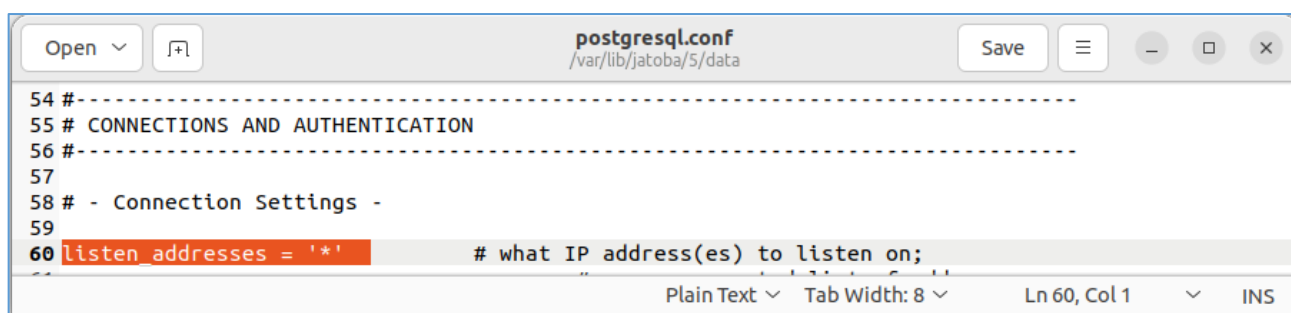 Open
postgresql.conf
/var/lib/jatoba/5/data
Save
54 #------------------------------------------------------------------------------
55 # CONNECTIONS AND AUTHENTICATION
56 #------------------------------------------------------------------------------
57
58 # - Connection Settings -
59
60 listen_addresses = '*' # what IP address(es) to listen on;
Plain Text Tab Width: 8 Ln 60, Col 1 INS